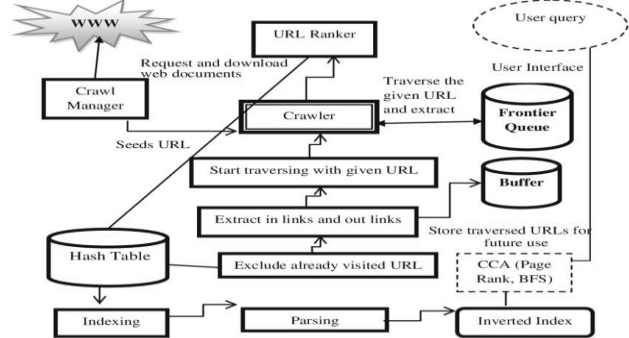 WWW
User query
URL Ranker
Request and download
web documents
User Interface
Crawl
Manager
Traverse the
given URL
and extract
Crawler
Frontier
Queue
Seeds URL
Start traversing with given URL
Buffer
Extract in links and out links
Store traversed URLs for
future use
Hash Table
Exclude already visited URL
CCA (Page
Rank, BFS)
Indexing
Parsing
Inverted Index